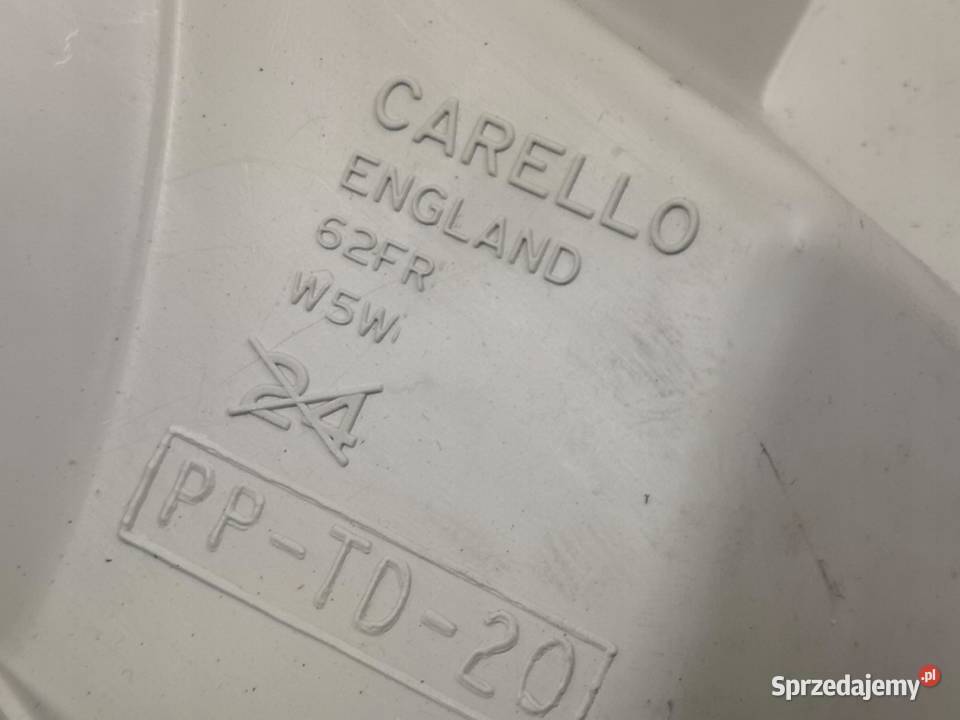 CARELLO
ENGLAND
62FR
W5W
24
PP-TD-20
Sprzedajemy.pl